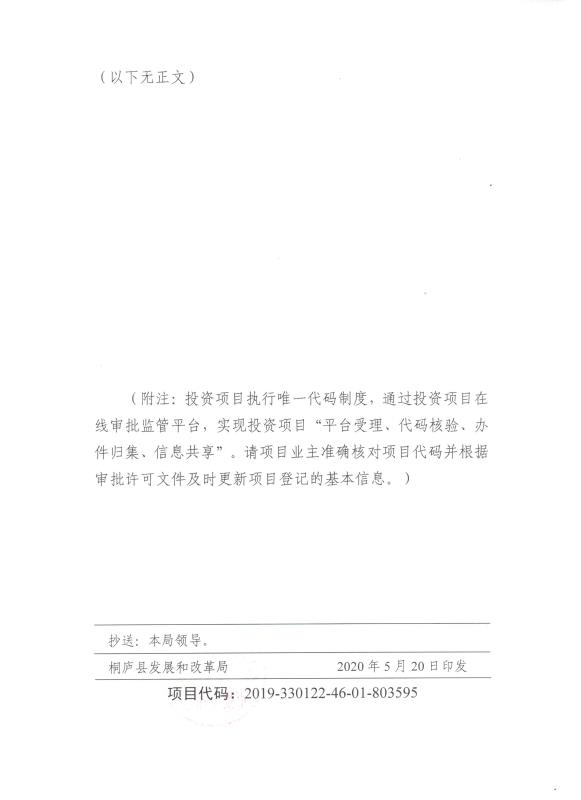 （以下无正文）
（附注：投资项目执行唯一代码制度，通过投资项目在
线审批监管平台，实现投资项目“平台受理、代码核验、办
件归集、信息共享”。请项目业主准确核对项目代码并根据
审批许可文件及时更新项目登记的基本信息。）
抄送：本局领导。
桐庐县发展和改革局 2020年5月20日印发
项目代码：2019-330122-46-01-803595